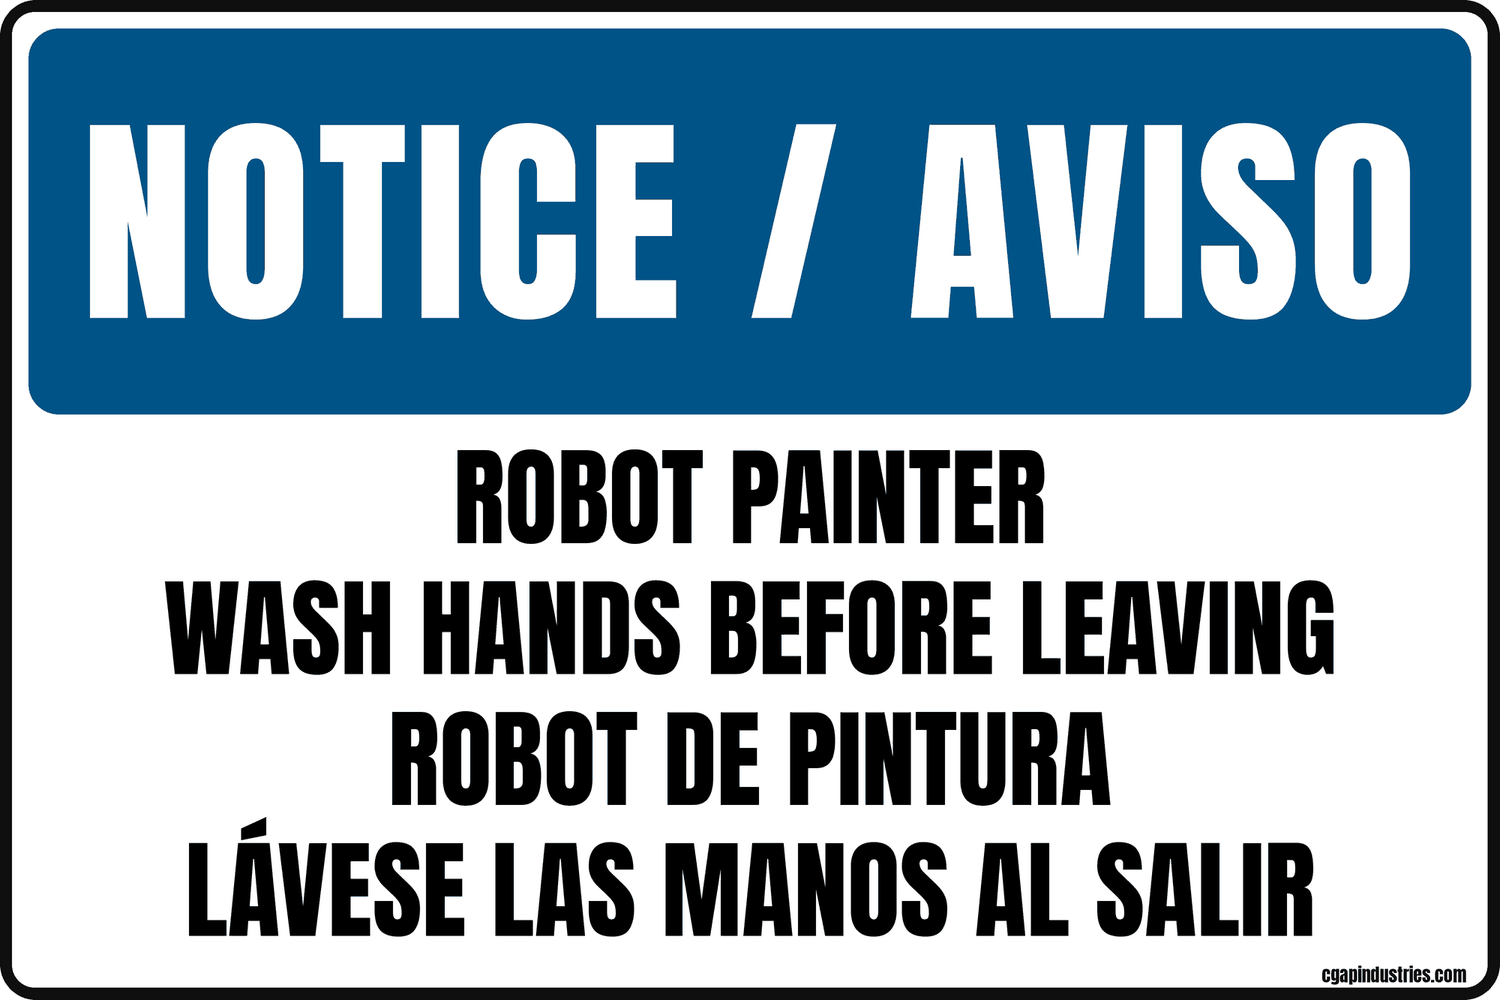 NOTICE / AVISO
ROBOT PAINTER
WASH HANDS BEFORE LEAVING
ROBOT DE PINTURA
LÁVESE LAS MANOS AL SALIR
cgapindustries.com